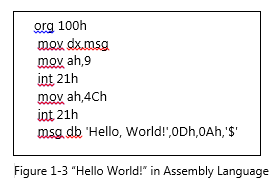 org 100h
mov dx,msg
mov ah,9
int 21h
mov ah,4Ch
int 21h
msg db 'Hello, World!',0Dh,0Ah,'$'
Figure 1-3 “Hello World!” in Assembly Language